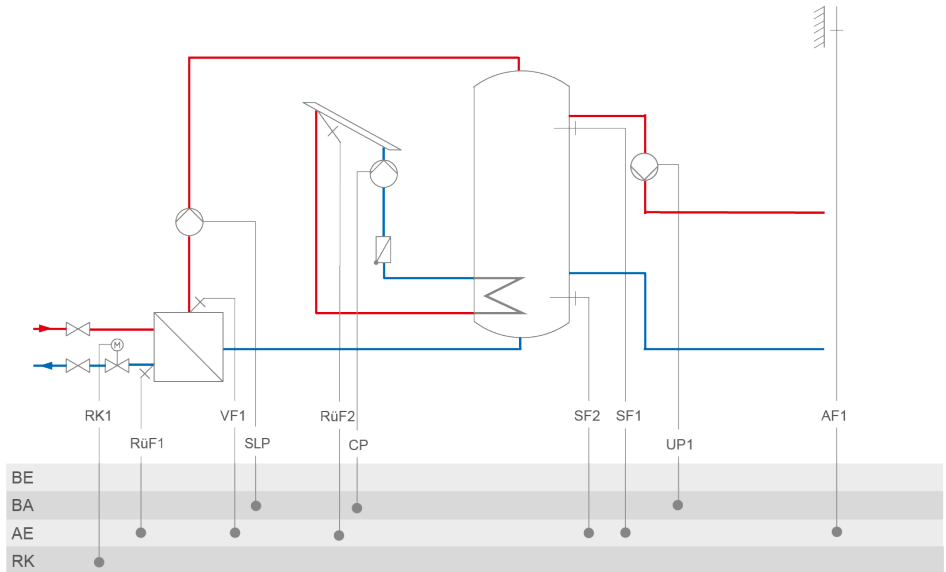 M
RK1
VF1
RüF2
SF2
SF1
AF1
RüF1
SLP
CP
UP1
BE
BA
AE
RK